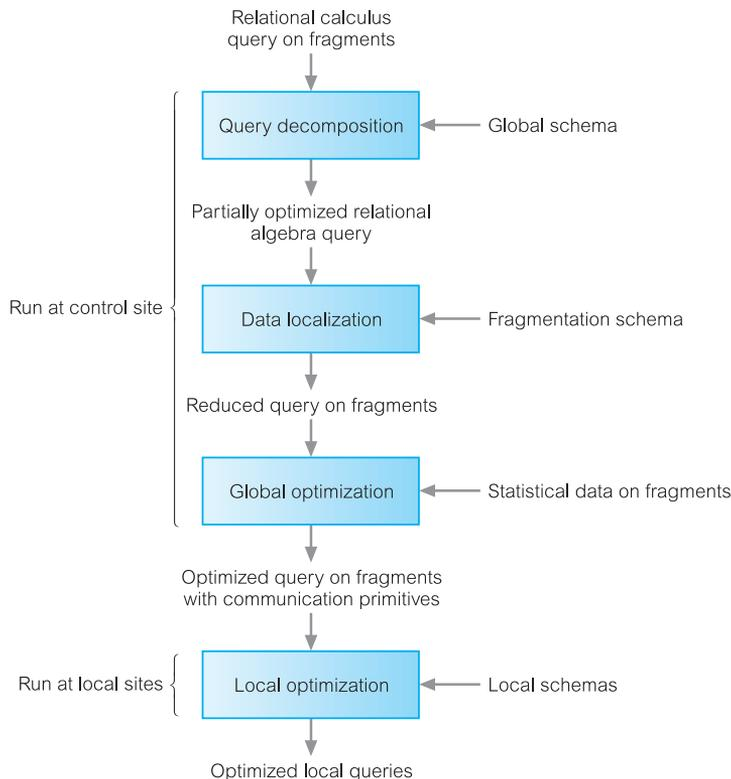 Relational calculus
query on fragments
Query decomposition
Global schema
Partially optimized relational
algebra query
Run at control site
Data localization
Fragmentation schema
Reduced query on fragments
Global optimization
Statistical data on fragments
Optimized query on fragments
with communication primitives
Run at local sites
Local optimization
Local schemas
Optimized local queries